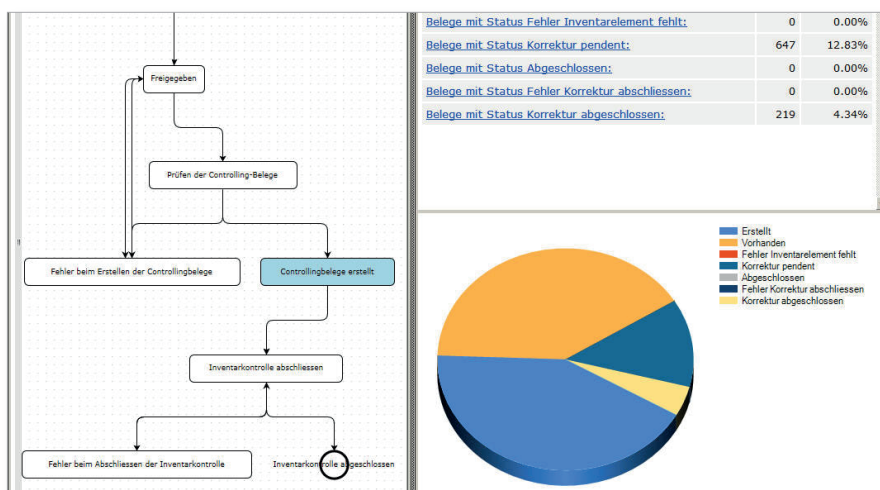 Freigegeben
Prüfen der Controlling-Belege
Fehler beim Erstellen der Controllingbelege
Controllingbelege erstellt
Inventarkontrolle abschliessen
Fehler beim Abschliessen der Inventarkontrolle
Inventarkontrolle abgeschlossen
Belege mit Status Fehler Inventarelement fehlt: 0 0.00%
Belege mit Status Korrektur pendent: 647 12.83%
Belege mit Status Abgeschlossen: 0 0.00%
Belege mit Status Fehler Korrektur abschliessen: 0 0.00%
Belege mit Status Korrektur abgeschlossen: 219 4.34%
Erstellt
Vorhanden
Fehler Inventarelement fehlt
Korrektur pendent
Abgeschlossen
Fehler Korrektur abschliessen
Korrektur abgeschlossen